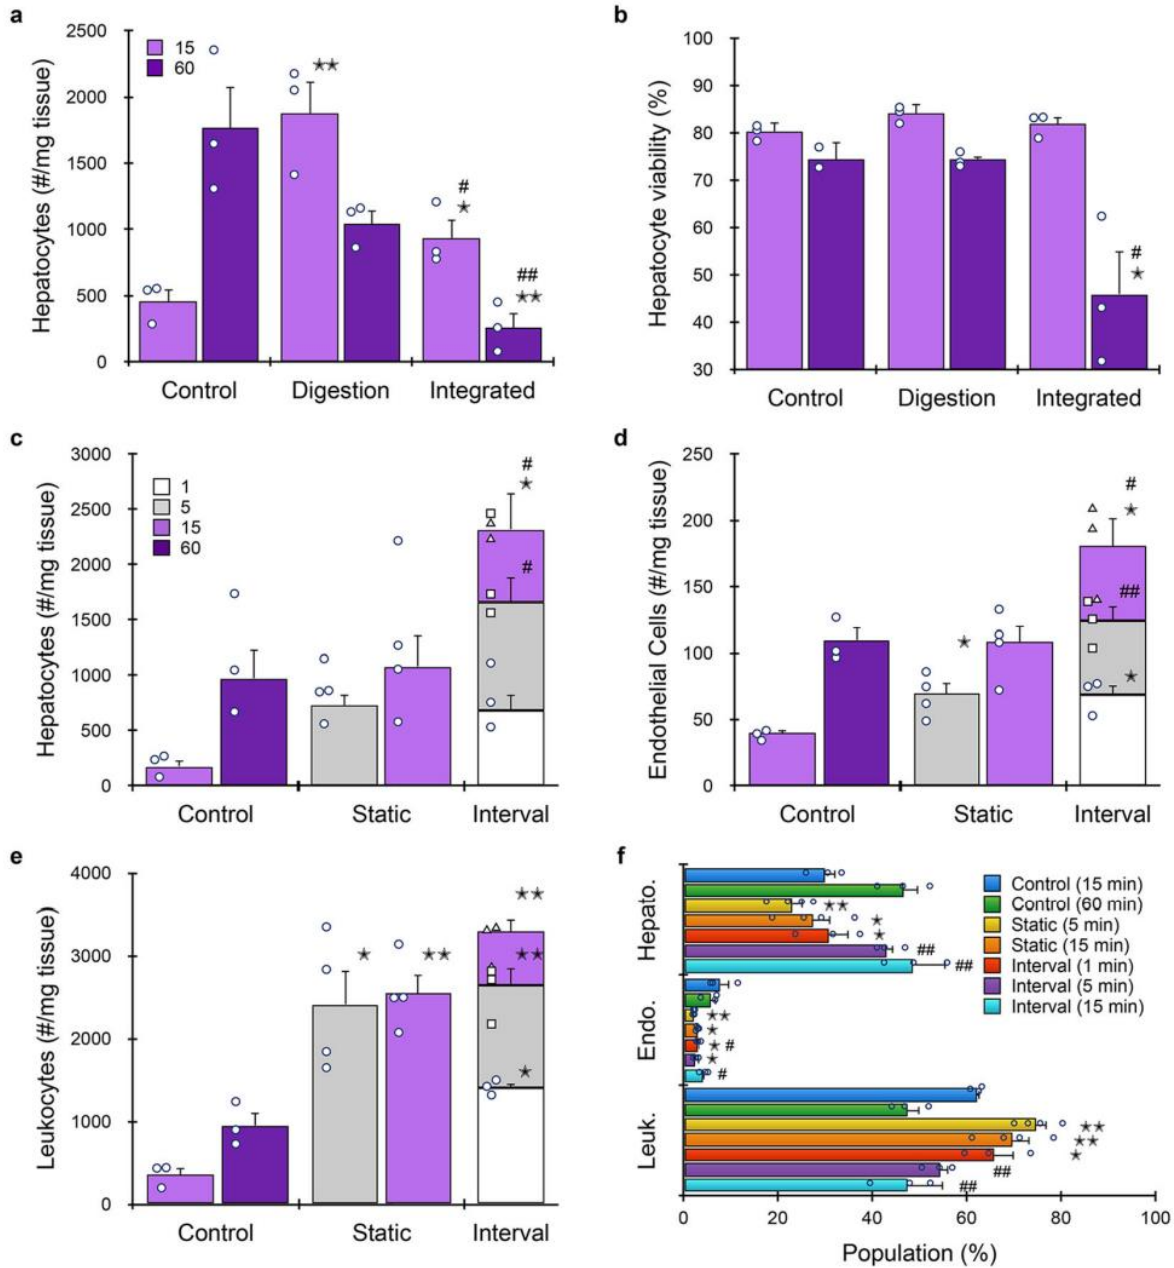 a
Hepatocytes (#/mg tissue)
2500
2000
1500
1000
500
0
15
60
★★
#
★
##
★★
Control
Digestion
Integrated
b
Hepatocyte viability (%)
100
90
80
70
60
50
40
30
#
★
Control
Digestion
Integrated
c
Hepatocytes (#/mg tissue)
3000
2500
2000
1500
1000
500
0
1
5
15
60
#
★
#
Control
Static
Interval
d
Endothelial Cells (#/mg tissue)
250
200
150
100
50
0
★
#
★
##
★
Control
Static
Interval
e
Leukocytes (#/mg tissue)
4000
3000
2000
1000
0
★
★★
★★
★★
★
Control
Static
Interval
f
Hepato.
Endo.
Leuk.
★★
★
★
##
##
★★
★
★ #
★
#
★★
★★
★
##
##
Control (15 min)
Control (60 min)
Static (5 min)
Static (15 min)
Interval (1 min)
Interval (5 min)
Interval (15 min)
0
20
40
60
80
100
Population (%)